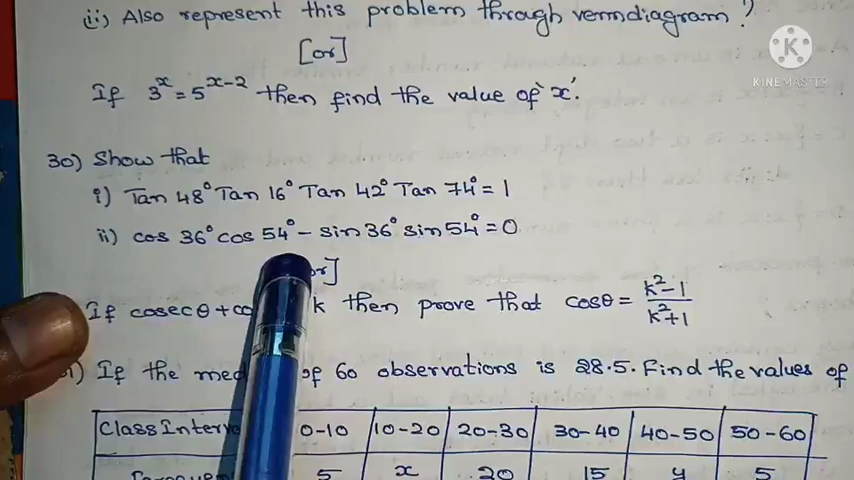 ii) Also represent this problem through venndiagram?
[or]
If 3^x = 5^x-2 then find the value of 'x'.
30) Show that
i) Tan 48° Tan 16° Tan 42° Tan 74° = 1
ii) cos 36° cos 54° - sin 36° sin 54° = 0
or]
If cosecθ + co k then prove that cosθ = k²-1 / k²+1
1) If the med of 60 observations is 28.5. Find the values of
Class Interv 0-10 10-20 20-30 30-40 40-50 50-60
5 x 20 15 y 5
K
KINEMASTER